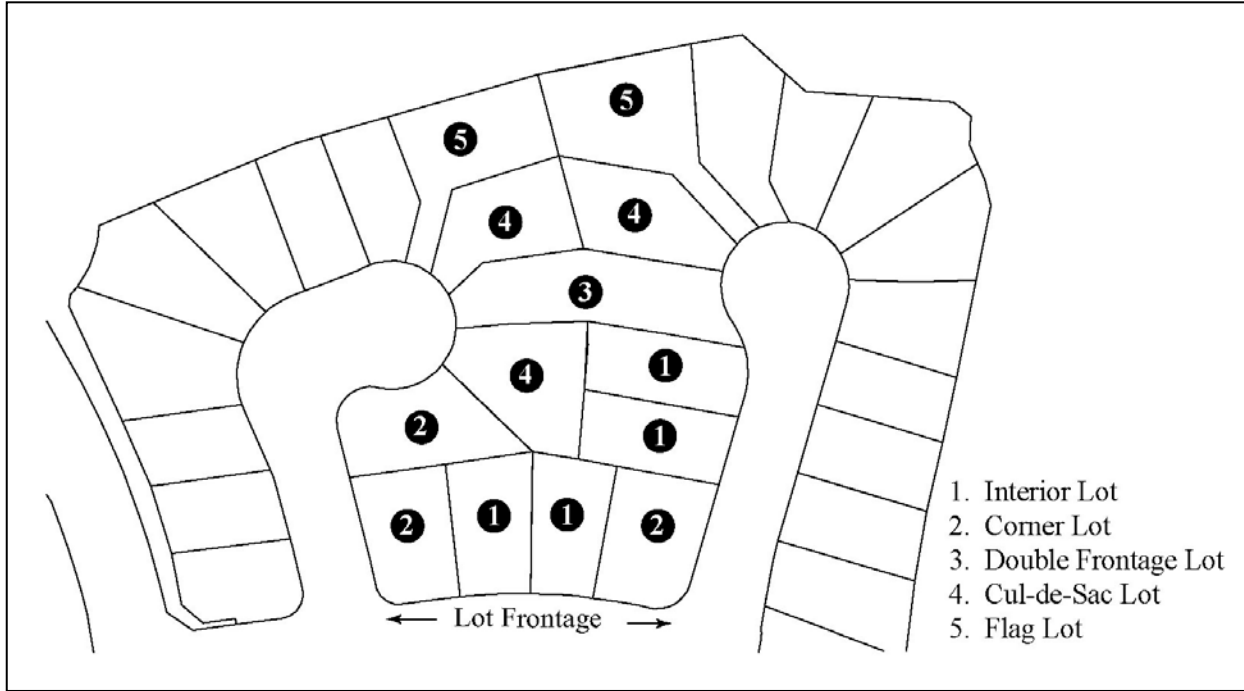 5
5
4
4
3
4
1
2
1
2
1
1
2
Lot Frontage
1. Interior Lot
2. Corner Lot
3. Double Frontage Lot
4. Cul-de-Sac Lot
5. Flag Lot